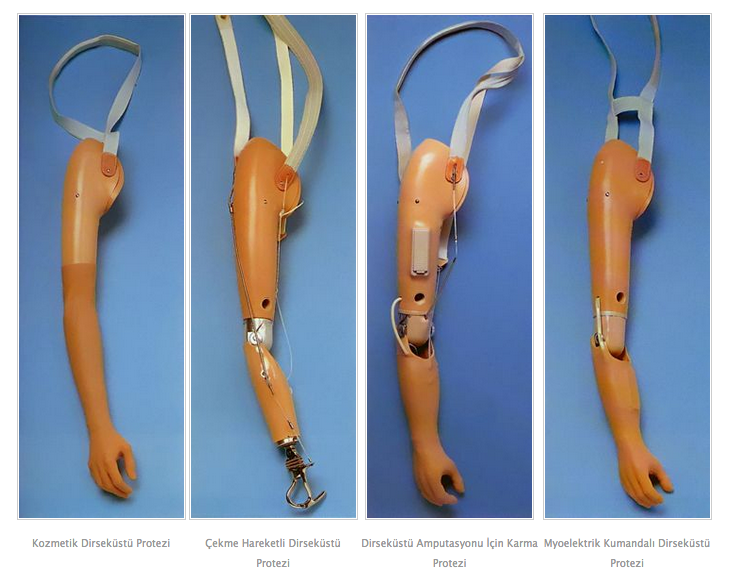 Kozmetik Dirseküstü Protezi
Çekme Hareketli Dirseküstü
Protezi
Dirseküstü Amputasyonu İçin Karma
Protezi
Myoelektrik Kumandalı Dirseküstü
Protezi